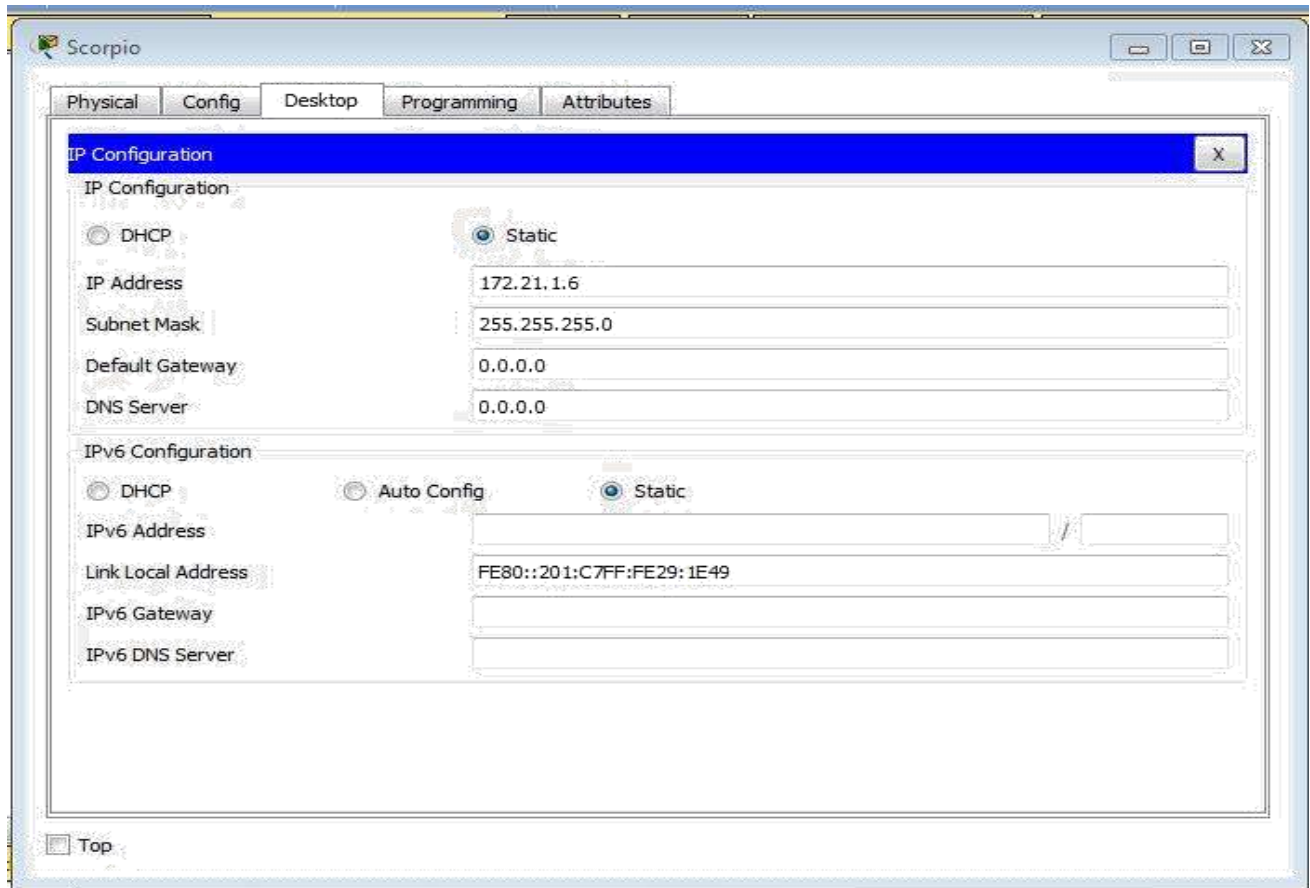 Scorpio
Physical Config Desktop Programming Attributes
IP Configuration X
IP Configuration
DHCP Static
IP Address 172.21.1.6
Subnet Mask 255.255.255.0
Default Gateway 0.0.0.0
DNS Server 0.0.0.0
IPv6 Configuration
DHCP Auto Config Static
IPv6 Address /
Link Local Address FE80::201:C7FF:FE29:1E49
IPv6 Gateway
IPv6 DNS Server
Top